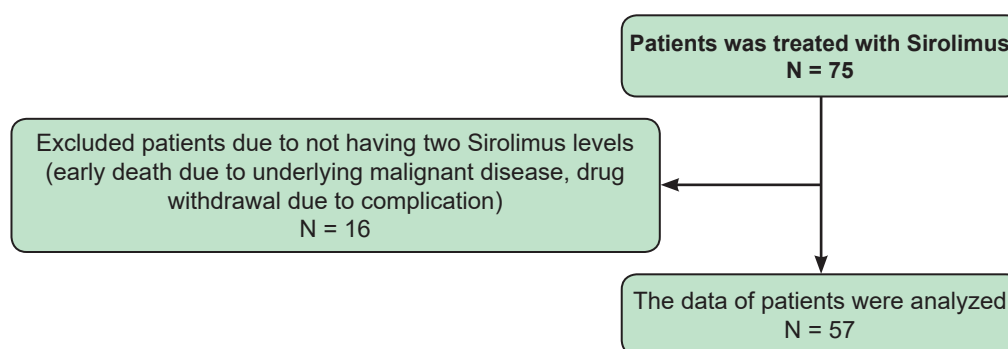 Patients was treated with Sirolimus
N = 75
Excluded patients due to not having two Sirolimus levels
(early death due to underlying malignant disease, drug
withdrawal due to complication)
N = 16
The data of patients were analyzed
N = 57